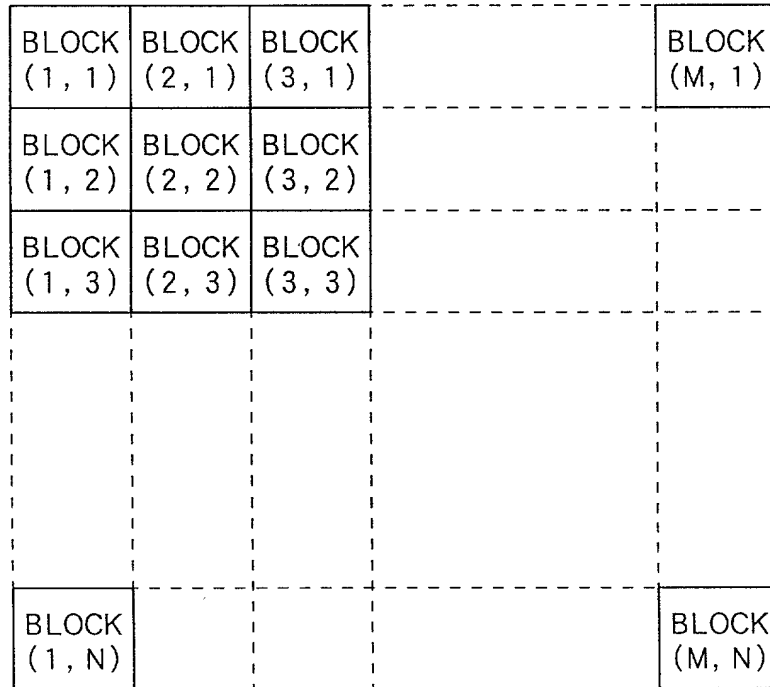 BLOCK BLOCK BLOCK BLOCK
(1, 1) (2, 1) (3, 1) (M, 1)
BLOCK BLOCK BLOCK
(1, 2) (2, 2) (3, 2)
BLOCK BLOCK BLOCK
(1, 3) (2, 3) (3, 3)
BLOCK BLOCK
(1, N) (M, N)